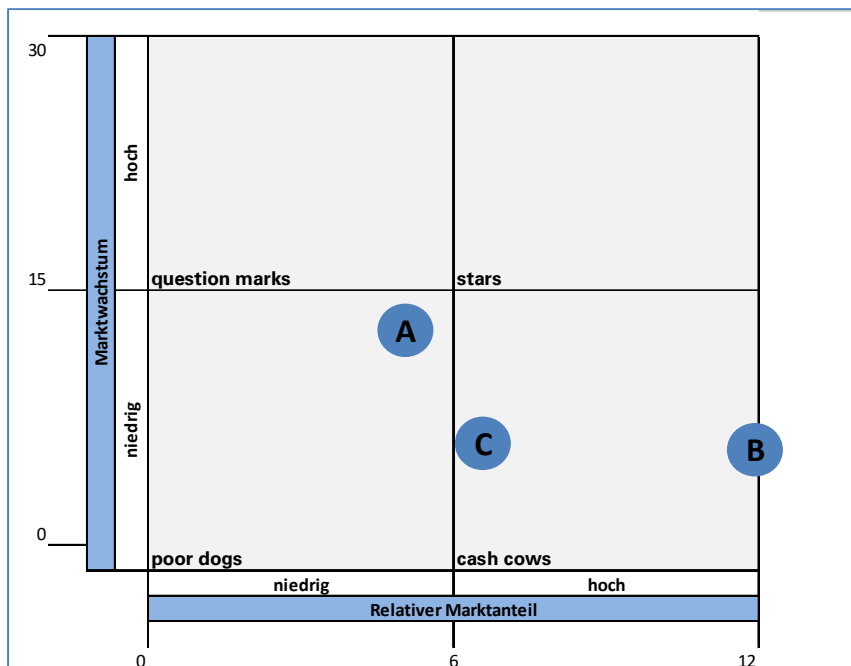 30
hoch
question marks
stars
15
Marktwachstum
A
niedrig
C
B
0
poor dogs
cash cows
niedrig
hoch
Relativer Marktanteil
0
6
12